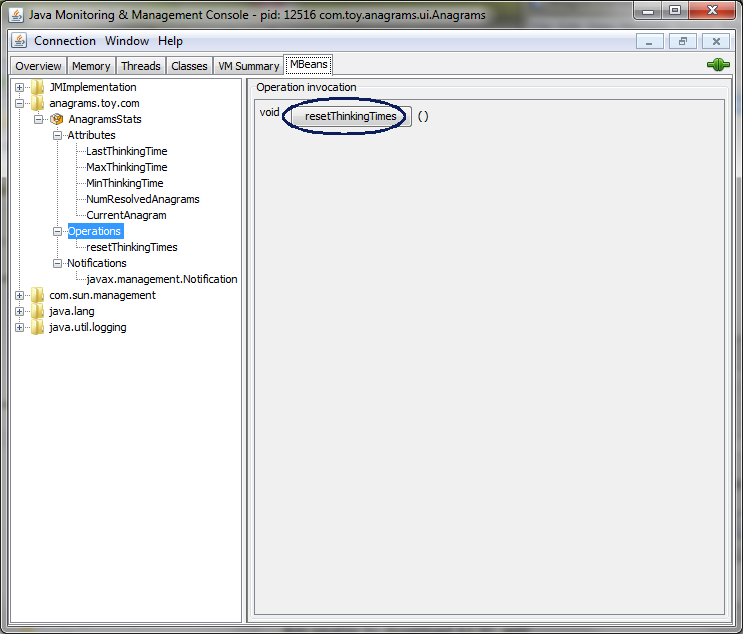 Java Monitoring & Management Console - pid: 12516 com.toy.anagrams.ui.Anagrams
Connection Window Help
Overview Memory Threads Classes VM Summary MBeans
JMImplementation
anagrams.toy.com
AnagramsStats
Attributes
LastThinkingTime
MaxThinkingTime
MinThinkingTime
NumResolvedAnagrams
CurrentAnagram
Operations
resetThinkingTimes
Notifications
javax.management.Notification
com.sun.management
java.lang
java.util.logging
Operation invocation
void resetThinkingTimes ( )